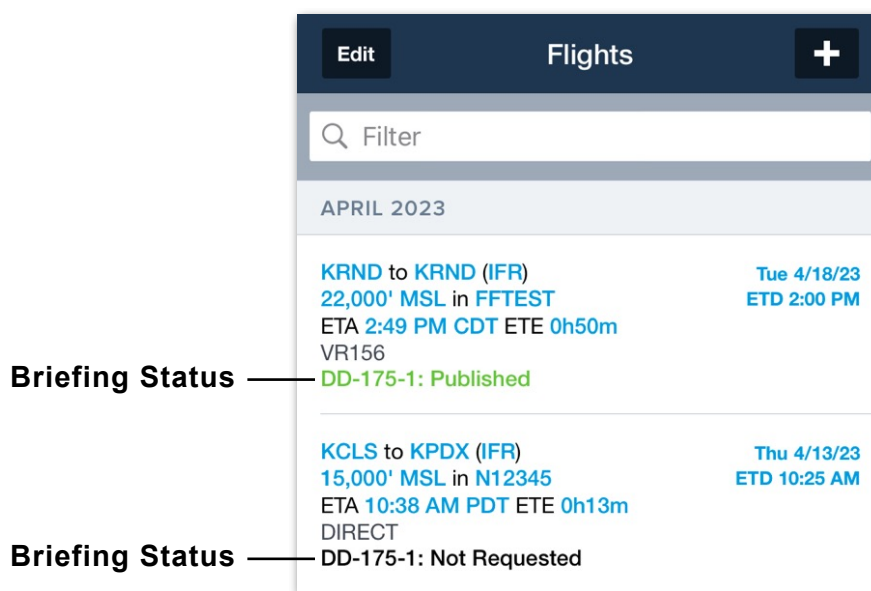 Edit Flights +
Filter
APRIL 2023
KRND to KRND (IFR) Tue 4/18/23
22,000' MSL in FFTEST ETD 2:00 PM
ETA 2:49 PM CDT ETE 0h50m
VR156
Briefing Status DD-175-1: Published
KCLS to KPDX (IFR) Thu 4/13/23
15,000' MSL in N12345 ETD 10:25 AM
ETA 10:38 AM PDT ETE 0h13m
DIRECT
Briefing Status DD-175-1: Not Requested